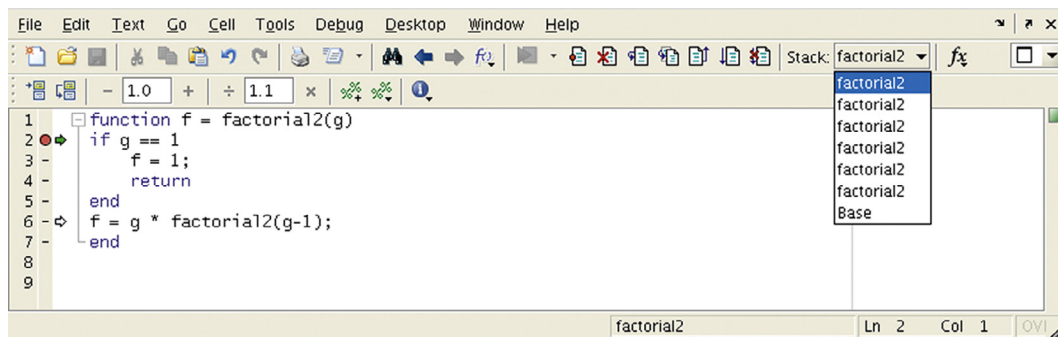 File Edit Text Go Cell Tools Debug Desktop Window Help
Stack: factorial2 fx
- 1.0 + ÷ 1.1 ×
1 function f = factorial2(g)
2 if g == 1
3 - f = 1;
4 - return
5 - end
6 - f = g * factorial2(g-1);
7 - end
8
9
factorial2
factorial2
factorial2
factorial2
factorial2
factorial2
Base
factorial2 Ln 2 Col 1 OVR